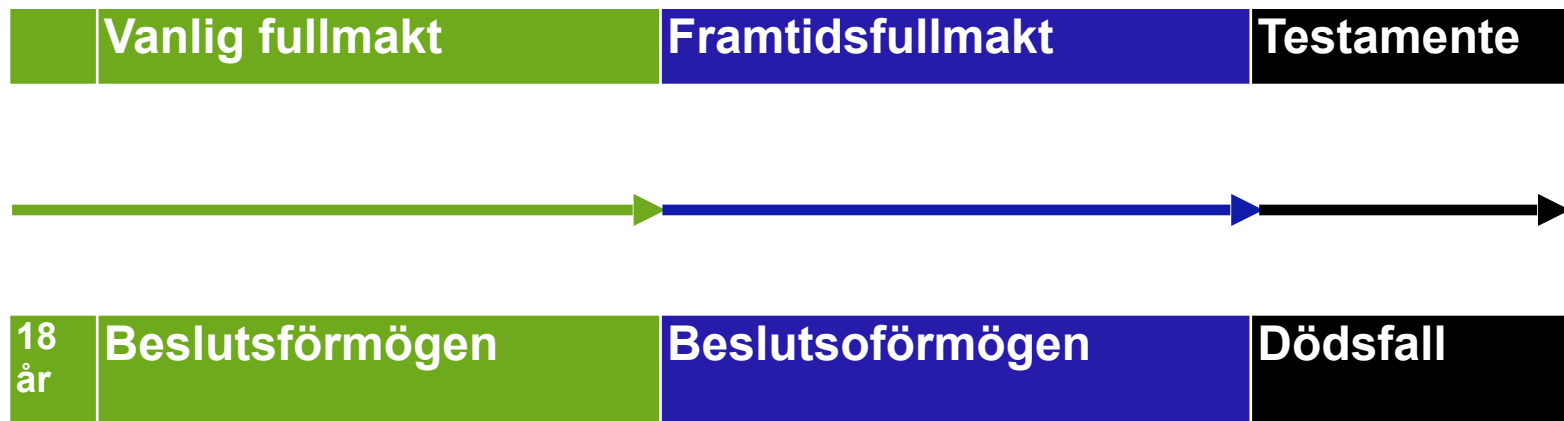 Vanlig fullmakt
Framtidsfullmakt
Testamente
18
år
Beslutsförmögen
Beslutsoförmögen
Dödsfall